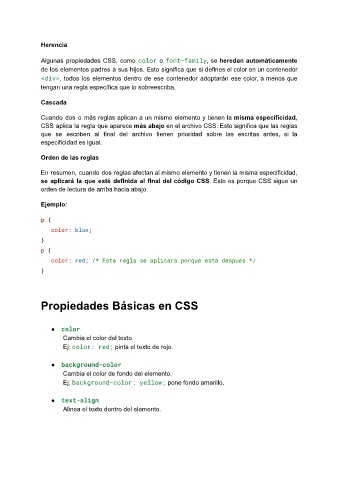 Herencia
Algunas propiedades CSS, como color o font-family, se heredan automáticamente
de los elementos padres a sus hijos. Esto significa que si defines el color en un contenedor
<div>, todos los elementos dentro de ese contenedor adoptarán ese color, a menos que
tengan una regla específica que lo sobreescriba.
Cascada
Cuando dos o más reglas aplican a un mismo elemento y tienen la misma especificidad,
CSS aplica la regla que aparece más abajo en el archivo CSS. Esto significa que las reglas
que se escriben al final del archivo tienen prioridad sobre las escritas antes, si la
especificidad es igual.
Orden de las reglas
En resumen, cuando dos reglas afectan al mismo elemento y tienen la misma especificidad,
se aplicará la que esté definida al final del código CSS. Esto es porque CSS sigue un
orden de lectura de arriba hacia abajo.
Ejemplo:
p {
color: blue;
}
p {
color: red; /* Esta regla se aplicará porque está después */
}
Propiedades Básicas en CSS
● color
Cambia el color del texto.
Ej: color: red; pinta el texto de rojo.
● background-color
Cambia el color de fondo del elemento.
Ej: background-color: yellow; pone fondo amarillo.
● text-align
Alinea el texto dentro del elemento.